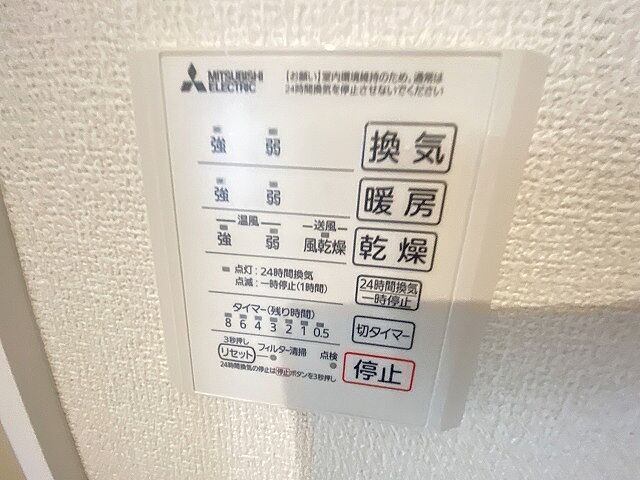 MITSUBISHI ELECTRIC
【お願い】室内環境維持のため、通常は
24時間換気を停止させないでください
強 弱 換気
強 弱 暖房
温風 送風
強 弱 風乾燥 乾燥
点灯：24時間換気
点滅：一時停止(1時間)
24時間換気
一時停止
タイマー(残り時間)
8 6 4 3 2 1 0.5
切タイマー
3秒押し
リセット フィルター清掃 点検
停止
24時間換気の停止は停止ボタンを3秒押し